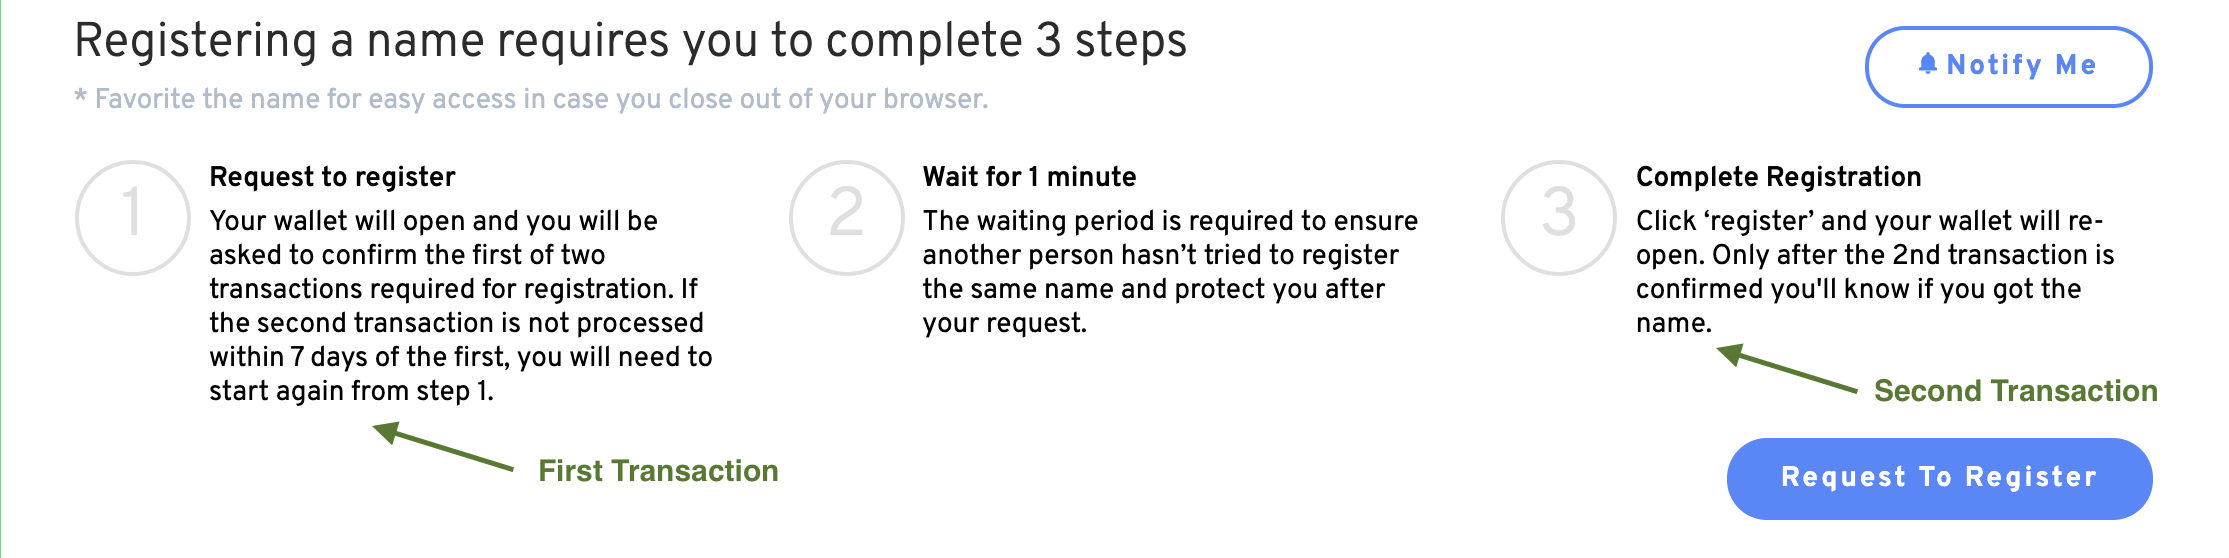 Registering a name requires you to complete 3 steps
Notify Me
* Favorite the name for easy access in case you close out of your browser.
1
Request to register
Your wallet will open and you will be
asked to confirm the first of two
transactions required for registration. If
the second transaction is not processed
within 7 days of the first, you will need to
start again from step 1.
First Transaction
2
Wait for 1 minute
The waiting period is required to ensure
another person hasn’t tried to register
the same name and protect you after
your request.
3
Complete Registration
Click ‘register’ and your wallet will re-
open. Only after the 2nd transaction is
confirmed you'll know if you got the
name.
Second Transaction
Request To Register